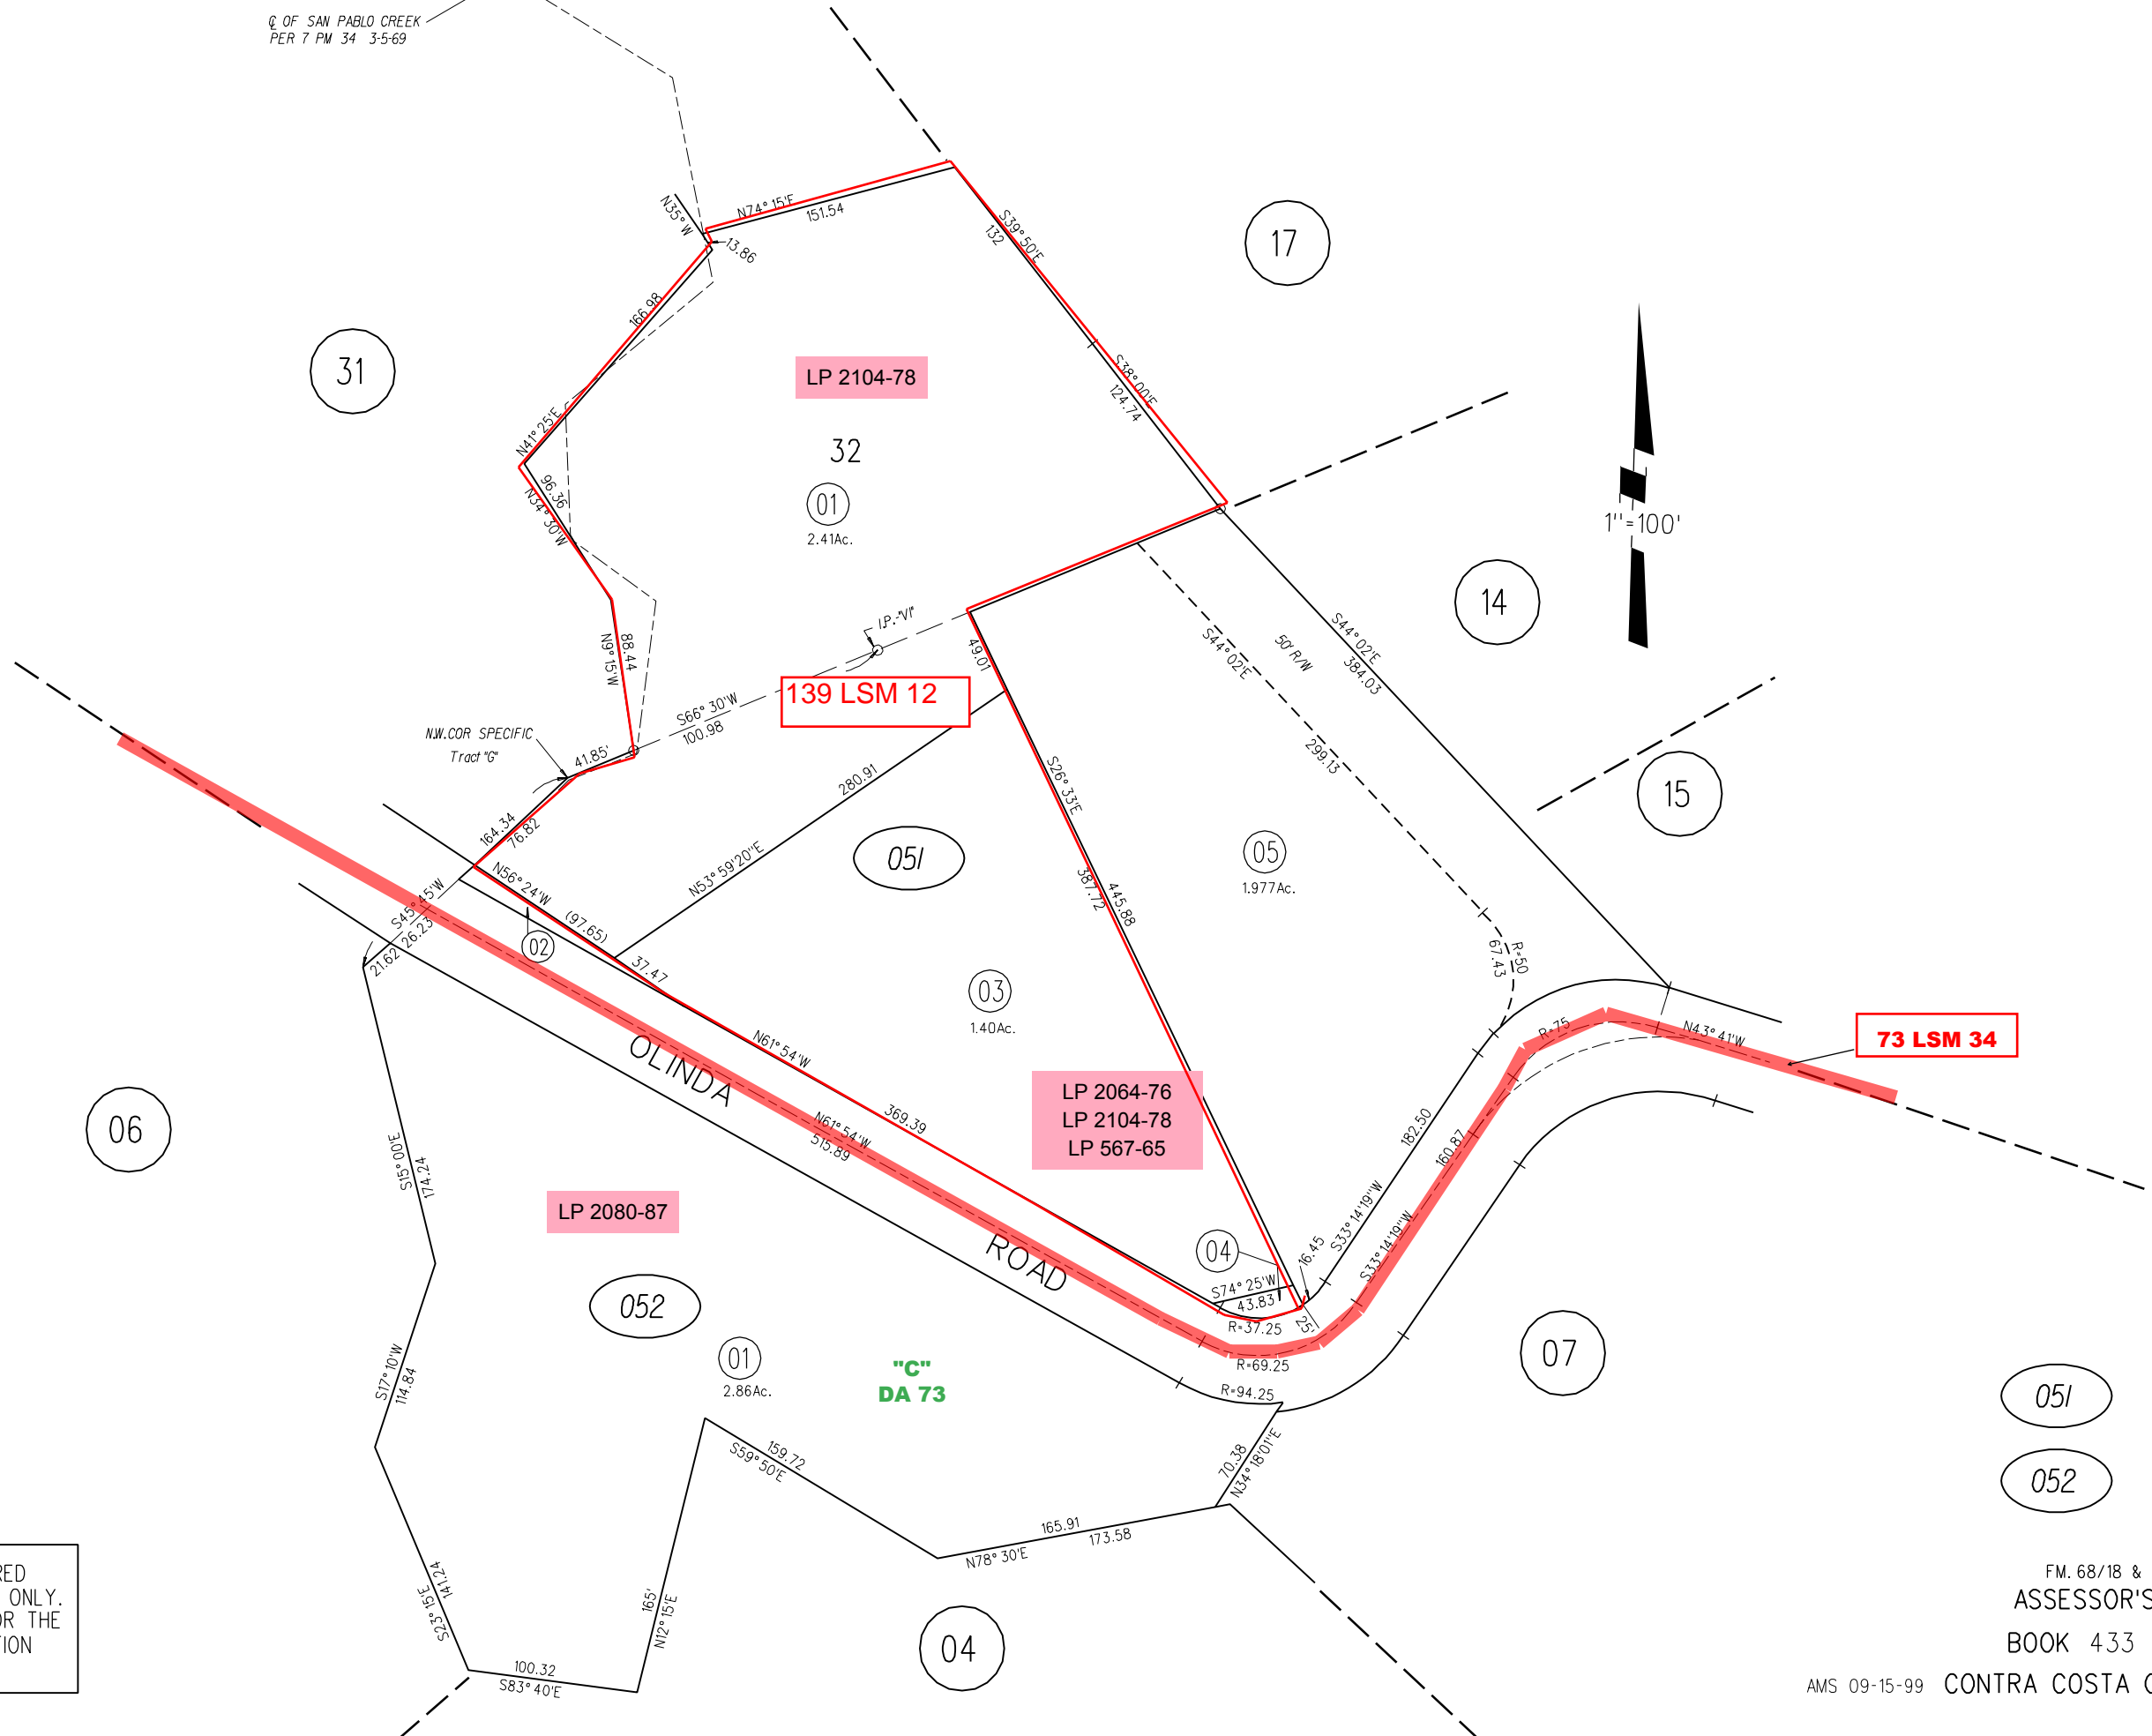 ℄ OF SAN PABLO CREEK
PER 7 PM 34 3-5-69
N35°W
N74°15'E
151.54
13.86
S39°50'E
132
17
166.98
31
LP 2104-78
S38°00'E
124.74
N41°25'E
32
01
2.41Ac.
96.36
N34°30'W
1"=100'
14
I.P.-"VI"
88.44
N9°15'W
49.01
S44°02'E
50' R/W
S44°02'E
384.03
139 LSM 12
S66°30'W
100.98
N.W.COR SPECIFIC
Tract "G"
41.85'
280.91
S26°33'E
299.13
15
164.34
76.82
051
05
1.977Ac.
N53°59'20"E
N56°24'W
(97.65)
387.72
445.88
S45°45'W
26.23
21.62
02
37.47
R=50
67.43
03
1.40Ac.
N61°54'W
OLINDA
R=75
N43°41'W
73 LSM 34
LP 2064-76
LP 2104-78
LP 567-65
369.39
N61°54'W
515.89
182.50
160.87
06
S15°00'E
174.24
LP 2080-87
S33°14'19"W
S33°14'19"W
ROAD
04
16.45
S74°25'W
43.83
R=37.25
25'
052
01
2.86Ac.
R=69.25
07
"C"
DA 73
R=94.25
S17°10'W
114.84
051
159.72
S59°50'E
70.38
N34°18'01"E
052
165.91
173.58
N78°30'E
141.24
S23°15'E
165'
N12°15'E
RED
ONLY.
OR THE
TION
FM. 68/18 &
ASSESSOR'S
BOOK 433
04
100.32
S83°40'E
AMS 09-15-99 CONTRA COSTA C